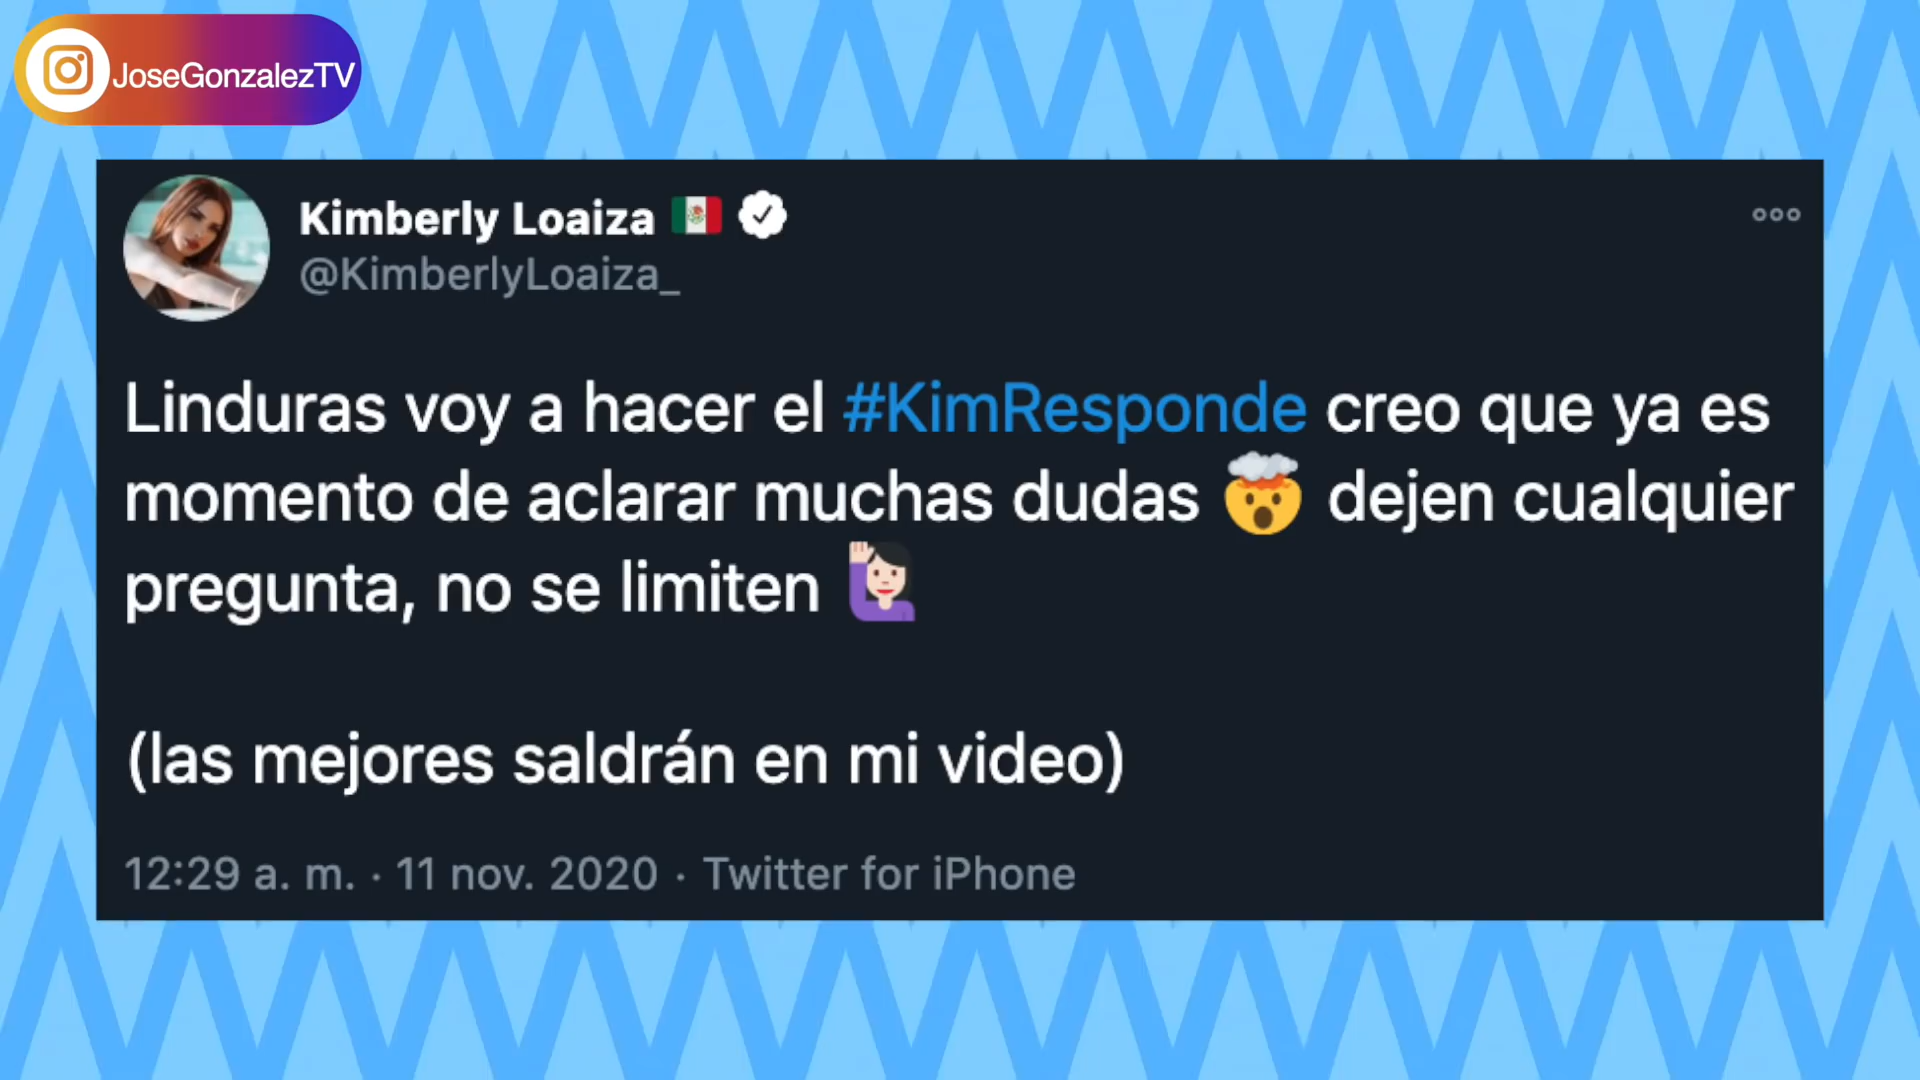 JoseGonzalezTV
Kimberly Loaiza 🇲🇽
@KimberlyLoaiza_
Linduras voy a hacer el #KimResponde creo que ya es
momento de aclarar muchas dudas 🤯 dejen cualquier
pregunta, no se limiten 🙋🏻‍♀️
(las mejores saldrán en mi video)
12:29 a. m. · 11 nov. 2020 · Twitter for iPhone